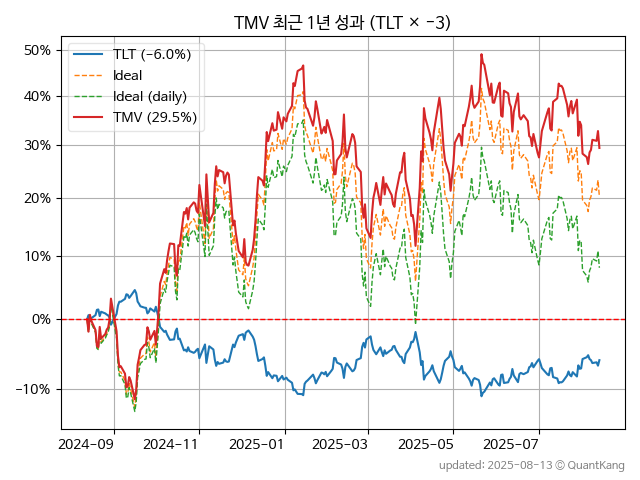 TMV 최근 1년 성과 (TLT × −3)
TLT (−6.0%)
Ideal
Ideal (daily)
TMV (29.5%)
50%
40%
30%
20%
10%
0%
−10%
2024-09 2024-11 2025-01 2025-03 2025-05 2025-07
updated: 2025-08-13 ⓒ QuantKang